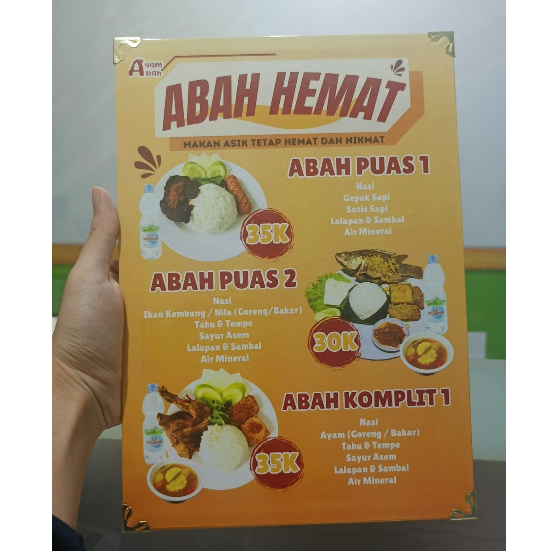 Ayam
Abah
ABAH HEMAT
MAKAN ASIK TETAP HEMAT DAN NIKMAT
ABAH PUAS 1
Nasi
Gepuk Sapi
Sosis Sapi
Lalapan & Sambal
Air Mineral
35K
ABAH PUAS 2
Nasi
Ikan Kembung / Nila (Goreng/Bakar)
Tahu & Tempe
Sayur Asem
Lalapan & Sambal
Air Mineral
30K
ABAH KOMPLIT 1
Nasi
Ayam (Goreng / Bakar)
Tahu & Tempe
Sayur Asem
Lalapan & Sambal
Air Mineral
35K